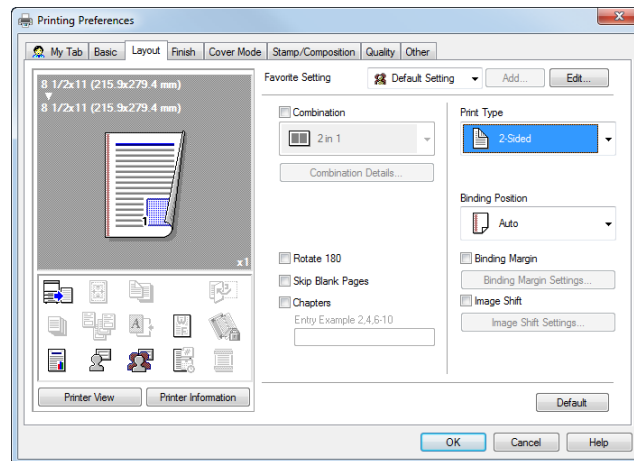 Printing Preferences
My Tab Basic Layout Finish Cover Mode Stamp/Composition Quality Other
8 1/2x11 (215.9x279.4 mm)
8 1/2x11 (215.9x279.4 mm)
1
x1
Printer View Printer Information
Favorite Setting Default Setting Add... Edit...
Combination
2 in 1
Combination Details...
Rotate 180
Skip Blank Pages
Chapters
Entry Example 2,4,6-10
Print Type
2-Sided
Binding Position
Auto
Binding Margin
Binding Margin Settings...
Image Shift
Image Shift Settings...
Default
OK Cancel Help